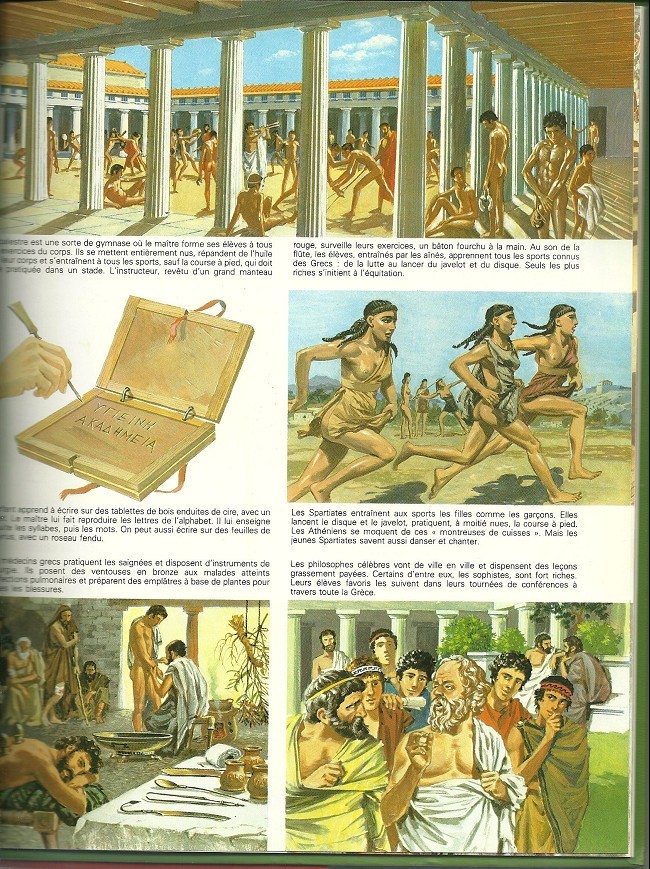 alestre est une sorte de gymnase où le maître forme ses élèves à tous
exercices du corps. Ils se mettent entièrement nus, répandent de l'huile
leur corps et s'entraînent à tous les sports, sauf la course à pied, qui doit
pratiquée dans un stade. L'instructeur, revêtu d'un grand manteau
rouge, surveille leurs exercices, un bâton fourchu à la main. Au son de la
flûte, les élèves, entraînés par les aînés, apprennent tous les sports connus
des Grecs : de la lutte au lancer du javelot et du disque. Seuls les plus
riches s'initient à l'équitation.
ΥΓΙΕΙΝΗ
ΑΚΑΔΗΜΕΙΑ
apprend à écrire sur des tablettes de bois enduites de cire, avec un
Le maître lui fait reproduire les lettres de l'alphabet. Il lui enseigne
les syllabes, puis les mots. On peut aussi écrire sur des feuilles de
avec un roseau fendu.
Les Spartiates entraînent aux sports les filles comme les garçons. Elles
lancent le disque et le javelot, pratiquent, à moitié nues, la course à pied.
Les Athéniens se moquent de ces « montreuses de cuisses ». Mais les
jeunes Spartiates savent aussi danser et chanter.
médecins grecs pratiquent les saignées et disposent d'instruments de
Ils posent des ventouses en bronze aux malades atteints
pulmonaires et préparent des emplâtres à base de plantes pour
les blessures.
Les philosophes célèbres vont de ville en ville et dispensent des leçons
grassement payées. Certains d'entre eux, les sophistes, sont fort riches.
Leurs élèves favoris les suivent dans leurs tournées de conférences à
travers toute la Grèce.